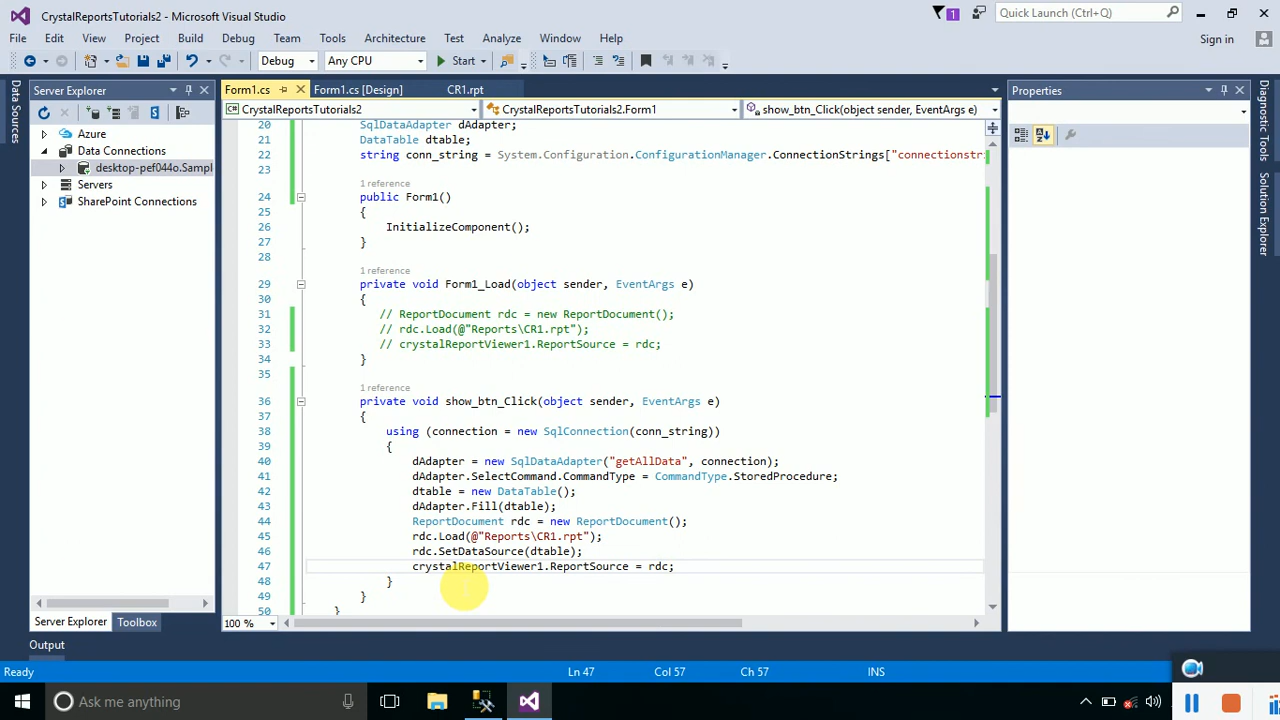 CrystalReportsTutorials2 - Microsoft Visual Studio
1
Quick Launch (Ctrl+Q)
File Edit View Project Build Debug Team Tools Architecture Test Analyze Window Help
Sign in
Debug Any CPU Start
Data Sources
Server Explorer
Azure
Data Connections
desktop-pef044o.Sampl
Servers
SharePoint Connections
Server Explorer Toolbox
Form1.cs Form1.cs [Design] CR1.rpt
CrystalReportsTutorials2 CrystalReportsTutorials2.Form1 show_btn_Click(object sender, EventArgs e)
20 SqlDataAdapter dAdapter;
21 DataTable dtable;
22 string conn_string = System.Configuration.ConfigurationManager.ConnectionStrings["connectionstri
23
1 reference
24 public Form1()
25 {
26 InitializeComponent();
27 }
28
1 reference
29 private void Form1_Load(object sender, EventArgs e)
30 {
31 // ReportDocument rdc = new ReportDocument();
32 // rdc.Load(@"Reports\CR1.rpt");
33 // crystalReportViewer1.ReportSource = rdc;
34 }
35
1 reference
36 private void show_btn_Click(object sender, EventArgs e)
37 {
38 using (connection = new SqlConnection(conn_string))
39 {
40 dAdapter = new SqlDataAdapter("getAllData", connection);
41 dAdapter.SelectCommand.CommandType = CommandType.StoredProcedure;
42 dtable = new DataTable();
43 dAdapter.Fill(dtable);
44 ReportDocument rdc = new ReportDocument();
45 rdc.Load(@"Reports\CR1.rpt");
46 rdc.SetDataSource(dtable);
47 crystalReportViewer1.ReportSource = rdc;
48 }
49 }
50 }
100 %
Properties
Diagnostic Tools
Solution Explorer
Output
Ready Ln 47 Col 57 Ch 57 INS
Ask me anything